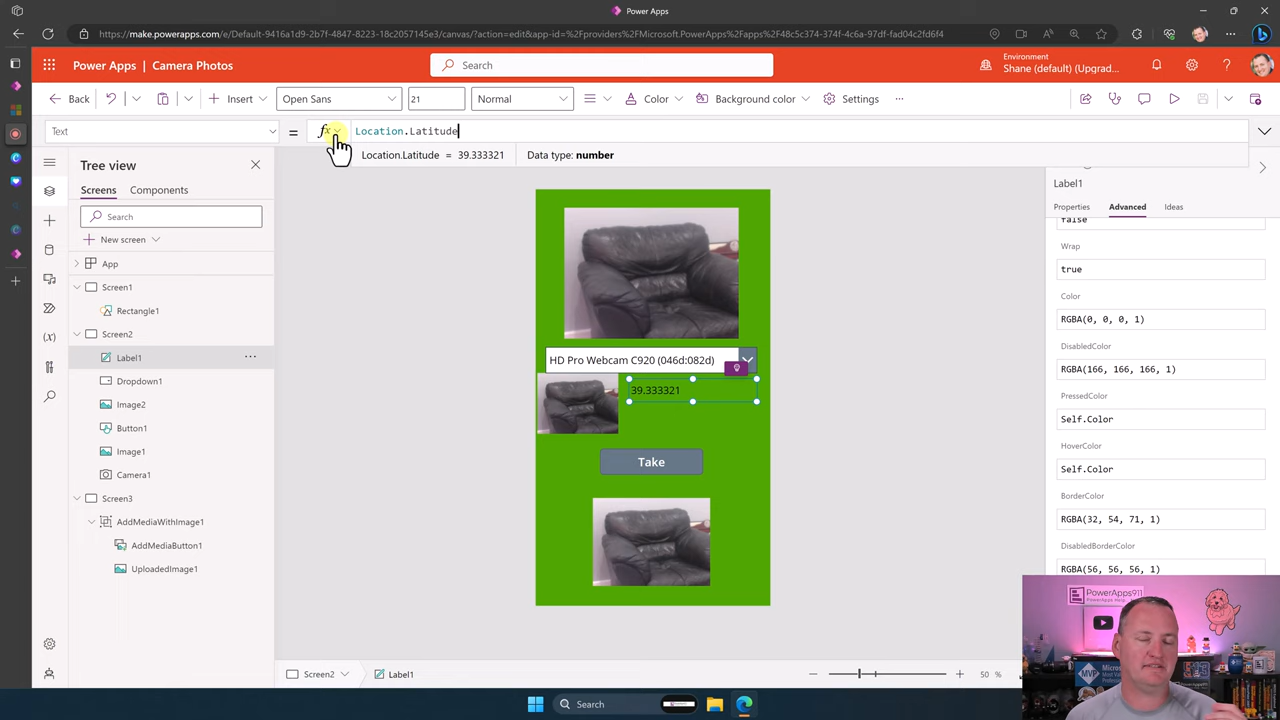 Power Apps
https://make.powerapps.com/e/Default-9416a1d9-2b7f-4847-8223-18c2057145e3/canvas/?action=edit&app-id=%2Fproviders%2FMicrosoft.PowerApps%2Fapps%2F48c5c374-374f-4c6a-97df-fad04c2fd6f4
Power Apps | Camera Photos
Search
Environment
Shane (default) (Upgrad...
Back
Insert
Open Sans
21
Normal
Color
Background color
Settings
Text
=
fx
Location.Latitude
Location.Latitude = 39.333321
Data type: number
Tree view
Screens
Components
Search
New screen
App
Screen1
Rectangle1
Screen2
Label1
Dropdown1
Image2
Button1
Image1
Camera1
Screen3
AddMediaWithImage1
AddMediaButton1
UploadedImage1
HD Pro Webcam C920 (046d:082d)
39.333321
Take
Label1
Properties
Advanced
Ideas
false
Wrap
true
Color
RGBA(0, 0, 0, 1)
DisabledColor
RGBA(166, 166, 166, 1)
PressedColor
Self.Color
HoverColor
Self.Color
BorderColor
RGBA(32, 54, 71, 1)
DisabledBorderColor
RGBA(56, 56, 56, 1)
PowerApps911
Microsoft
MVP
Screen2
Label1
50 %
Search